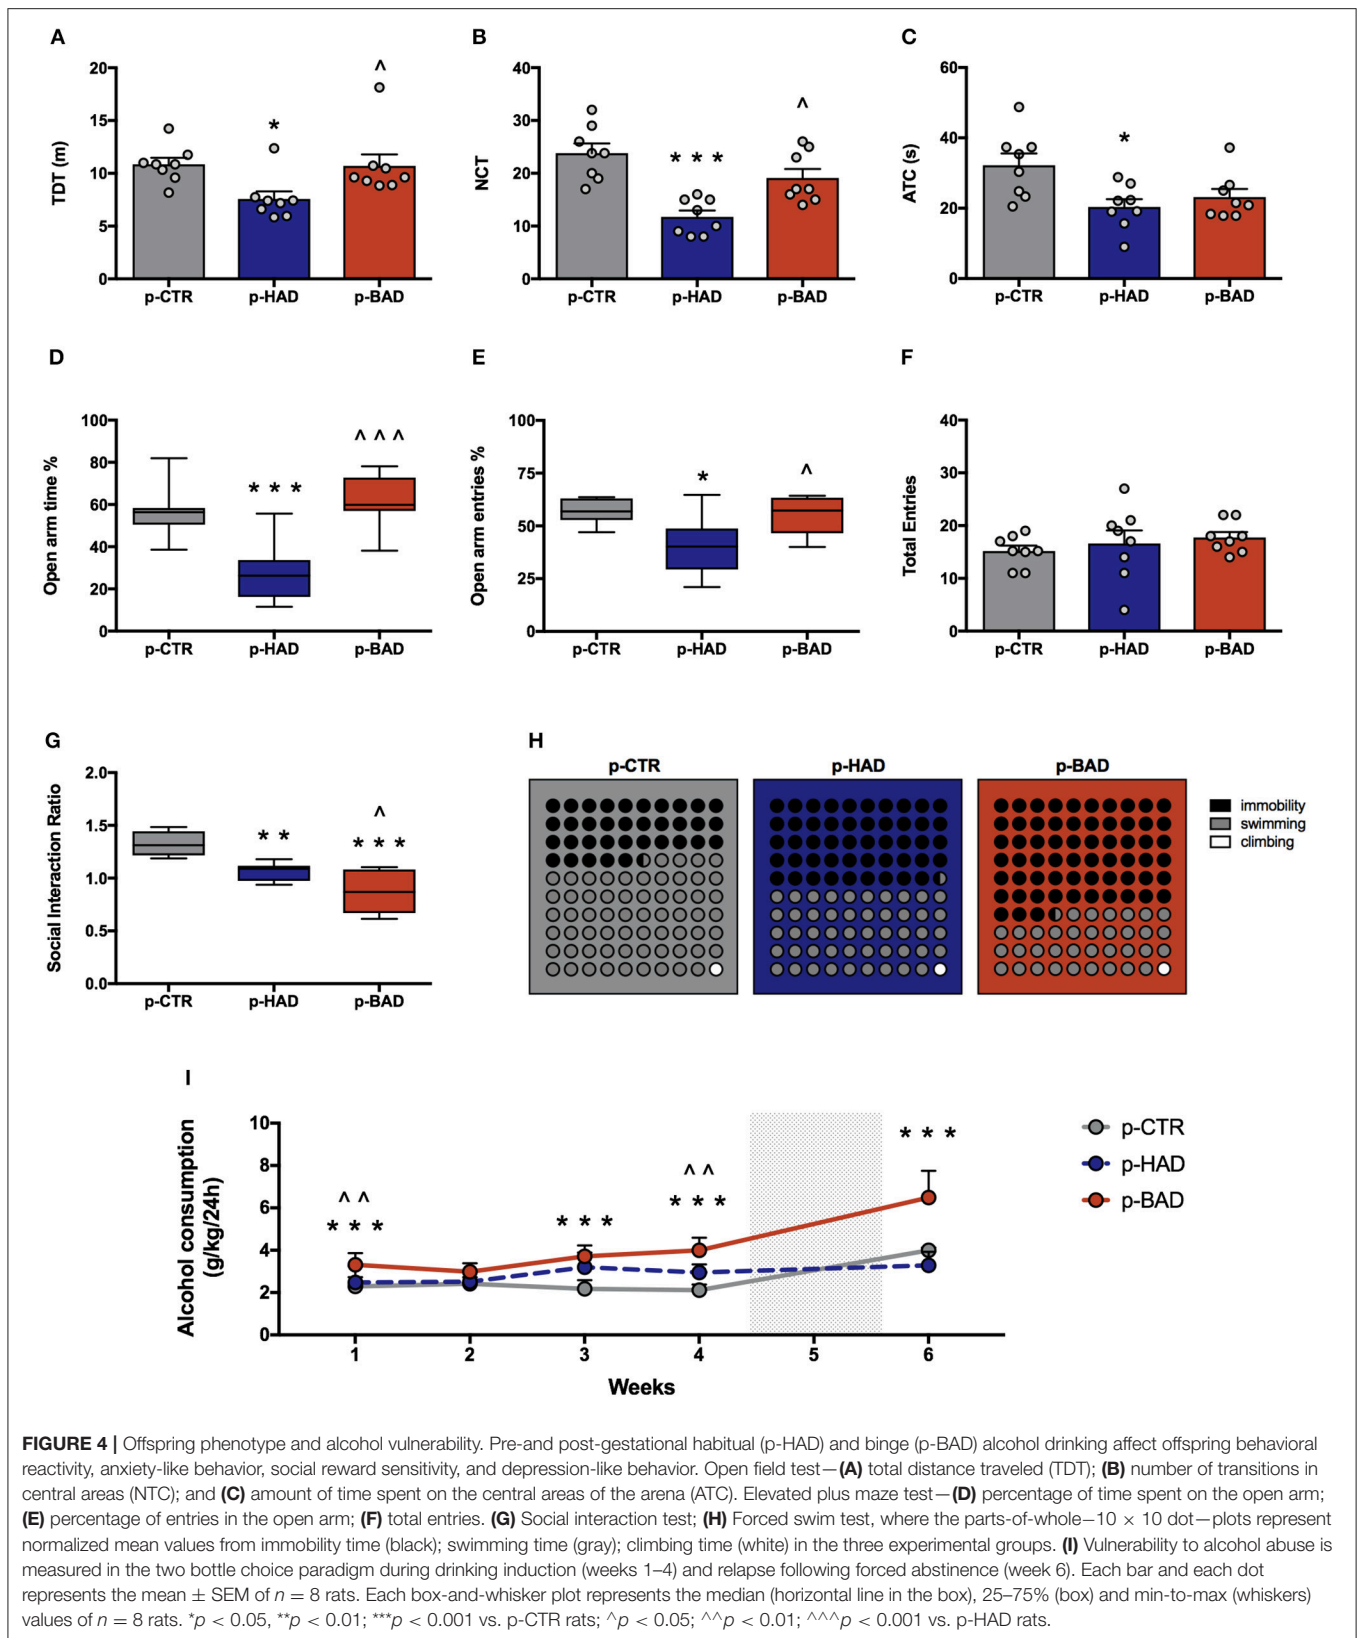 A
TDT (m)
20
15
10
5
0
*
^
p-CTR
p-HAD
p-BAD
B
NCT
40
30
20
10
0
* * *
^
p-CTR
p-HAD
p-BAD
C
ATC (s)
60
40
20
0
*
p-CTR
p-HAD
p-BAD
D
Open arm time %
100
80
60
40
20
0
* * *
^ ^ ^
p-CTR
p-HAD
p-BAD
E
Open arm entries %
100
75
50
25
0
*
^
p-CTR
p-HAD
p-BAD
F
Total Entries
40
30
20
10
0
p-CTR
p-HAD
p-BAD
G
Social Interaction Ratio
2.0
1.5
1.0
0.5
0.0
* *
^
* * *
p-CTR
p-HAD
p-BAD
H
p-CTR
p-HAD
p-BAD
immobility
swimming
climbing
I
Alcohol consumption
(g/kg/24h)
10
8
6
4
2
0
^ ^
* * *
* * *
^ ^
* * *
* * *
1
2
3
4
5
6
Weeks
p-CTR
p-HAD
p-BAD
FIGURE 4 | Offspring phenotype and alcohol vulnerability. Pre-and post-gestational habitual (p-HAD) and binge (p-BAD) alcohol drinking affect offspring behavioral
reactivity, anxiety-like behavior, social reward sensitivity, and depression-like behavior. Open field test—(A) total distance traveled (TDT); (B) number of transitions in
central areas (NTC); and (C) amount of time spent on the central areas of the arena (ATC). Elevated plus maze test—(D) percentage of time spent on the open arm;
(E) percentage of entries in the open arm; (F) total entries. (G) Social interaction test; (H) Forced swim test, where the parts-of-whole—10 × 10 dot—plots represent
normalized mean values from immobility time (black); swimming time (gray); climbing time (white) in the three experimental groups. (I) Vulnerability to alcohol abuse is
measured in the two bottle choice paradigm during drinking induction (weeks 1–4) and relapse following forced abstinence (week 6). Each bar and each dot
represents the mean ± SEM of n = 8 rats. Each box-and-whisker plot represents the median (horizontal line in the box), 25–75% (box) and min-to-max (whiskers)
values of n = 8 rats. *p < 0.05, **p < 0.01; ***p < 0.001 vs. p-CTR rats; ^p < 0.05; ^^p < 0.01; ^^^p < 0.001 vs. p-HAD rats.